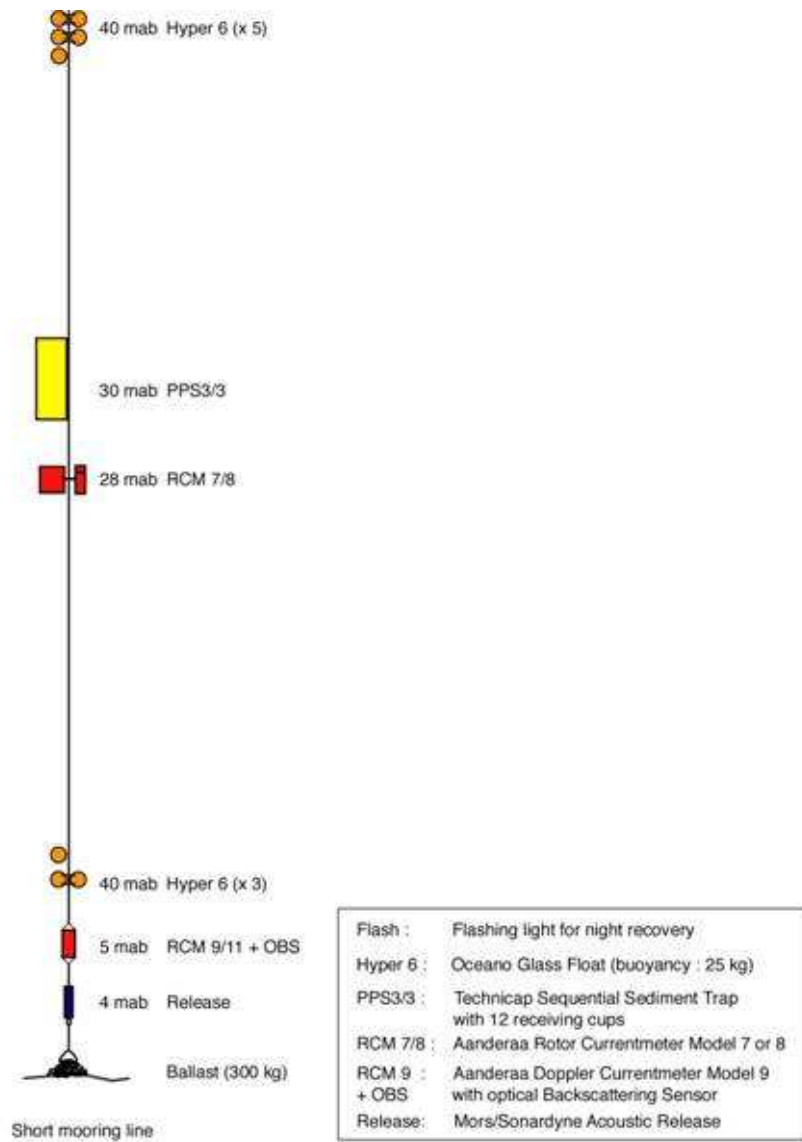 40 mab Hyper 6 (x 5)
30 mab PPS3/3
28 mab RCM 7/8
40 mab Hyper 6 (x 3)
5 mab RCM 9/11 + OBS
4 mab Release
Ballast (300 kg)
Short mooring line
Flash : Flashing light for night recovery
Hyper 6 : Oceano Glass Float (buoyancy : 25 kg)
PPS3/3 : Technicap Sequential Sediment Trap
with 12 receiving cups
RCM 7/8 : Aanderaa Rotor Currentmeter Model 7 or 8
RCM 9 : Aanderaa Doppler Currentmeter Model 9
+ OBS with optical Backscattering Sensor
Release: Mors/Sonardyne Acoustic Release